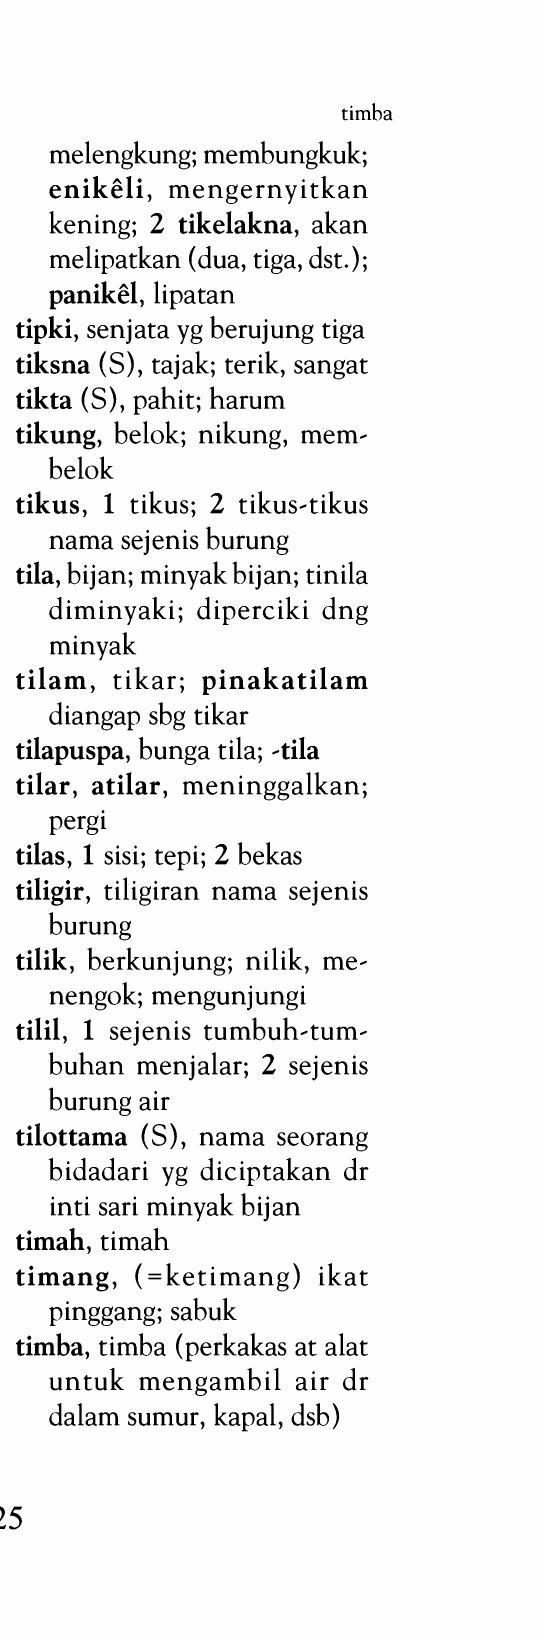 timba
melengkung; membungkuk;
enikêli, mengernyitkan
kening; 2 tikelakna, akan
melipatkan (dua, tiga, dst.);
panikêl, lipatan
tipki, senjata yg berujung tiga
tiksna (S), tajak; terik, sangat
tikta (S), pahit; harum
tikung, belok; nikung, mem-
belok
tikus, 1 tikus; 2 tikus-tikus
nama sejenis burung
tila, bijan; minyak bijan; tinila
diminyaki; diperciki dng
minyak
tilam, tikar; pinakatilam
diangap sbg tikar
tilapuspa, bunga tila; -tila
tilar, atilar, meninggalkan;
pergi
tilas, 1 sisi; tepi; 2 bekas
tiligir, tiligiran nama sejenis
burung
tilik, berkunjung; nilik, me-
nengok; mengunjungi
tilil, 1 sejenis tumbuh-tum-
buhan menjalar; 2 sejenis
burung air
tilottama (S), nama seorang
bidadari yg diciptakan dr
inti sari minyak bijan
timah, timah
timang, (=ketimang) ikat
pinggang; sabuk
timba, timba (perkakas at alat
untuk mengambil air dr
dalam sumur, kapal, dsb)
25